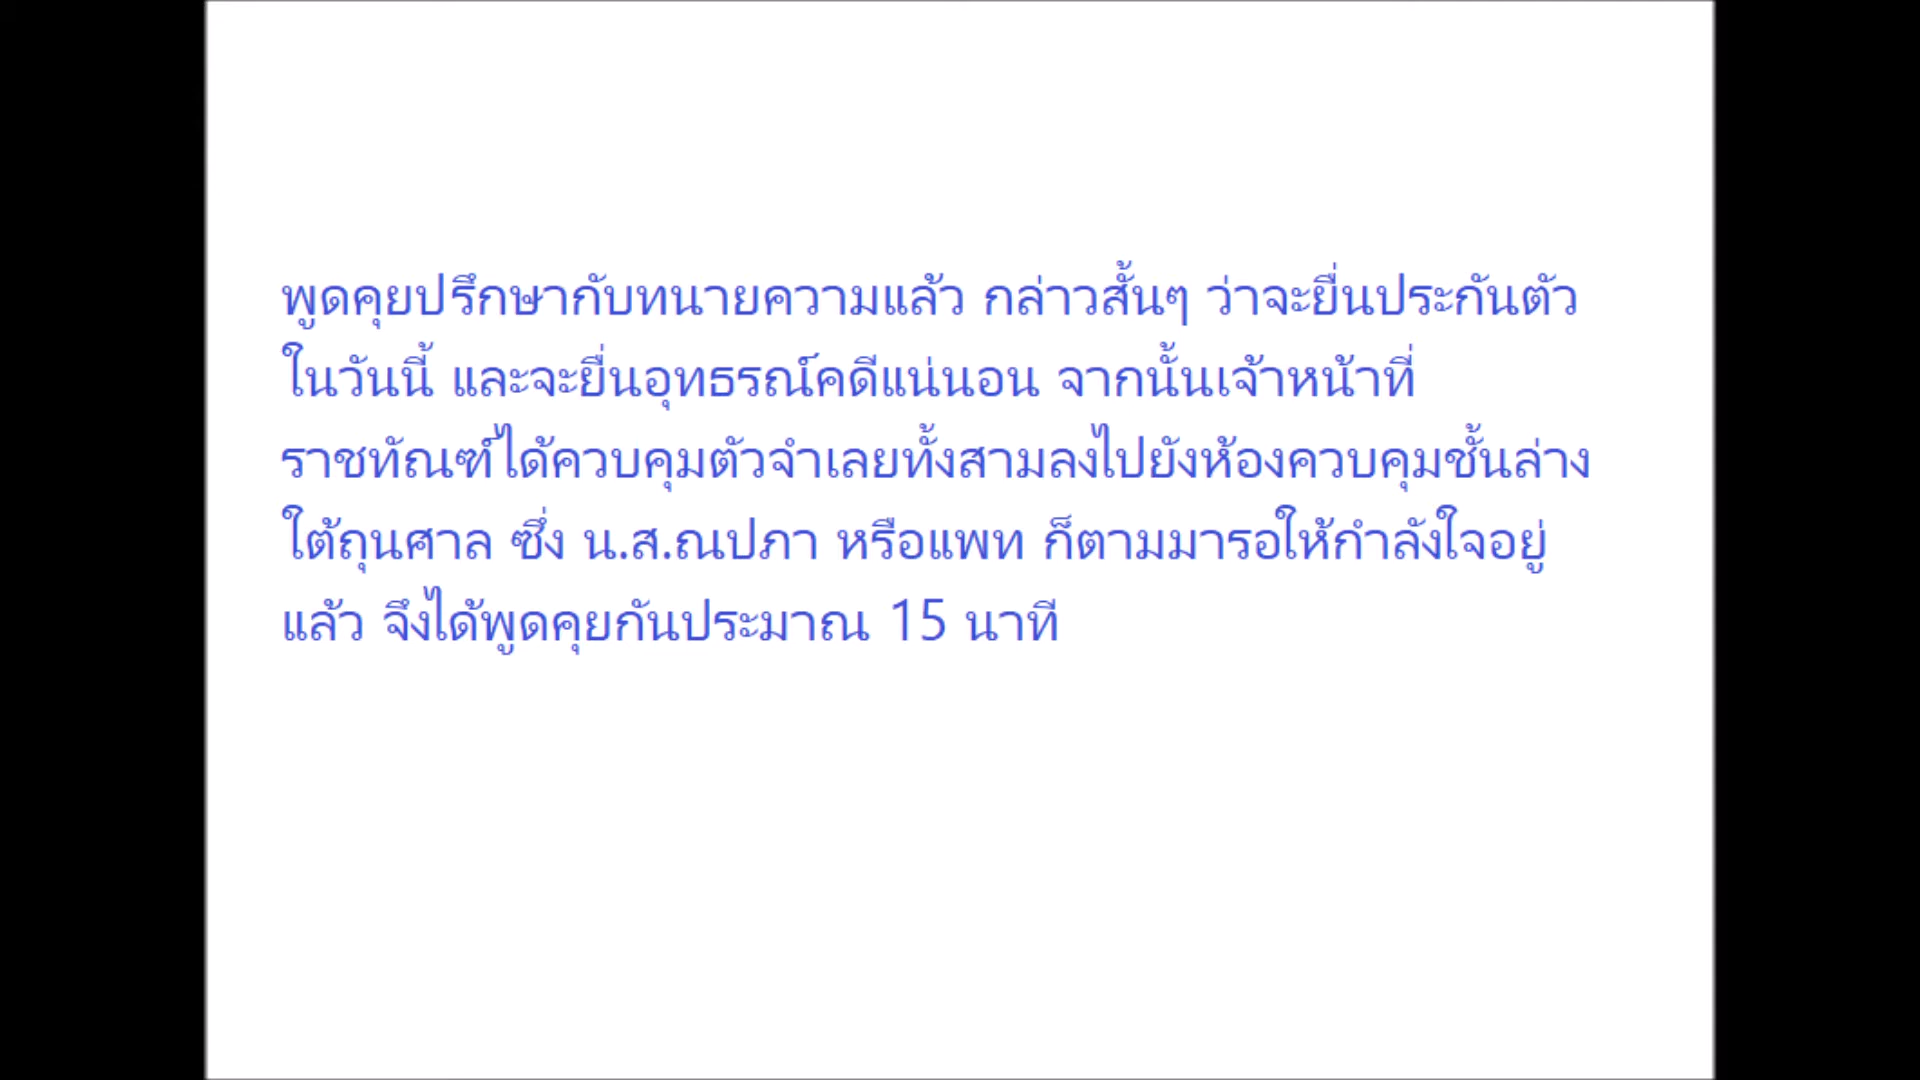 พูดคุยปรึกษากับทนายความแล้ว กล่าวสั้นๆ ว่าจะยื่นประกันตัว
ในวันนี้ และจะยื่นอุทธรณ์คดีแน่นอน จากนั้นเจ้าหน้าที่
ราชทัณฑ์ได้ควบคุมตัวจำเลยทั้งสามลงไปยังห้องควบคุมชั้นล่าง
ใต้ถุนศาล ซึ่ง น.ส.ณปภา หรือแพท ก็ตามมารอให้กำลังใจอยู่
แล้ว จึงได้พูดคุยกันประมาณ 15 นาที